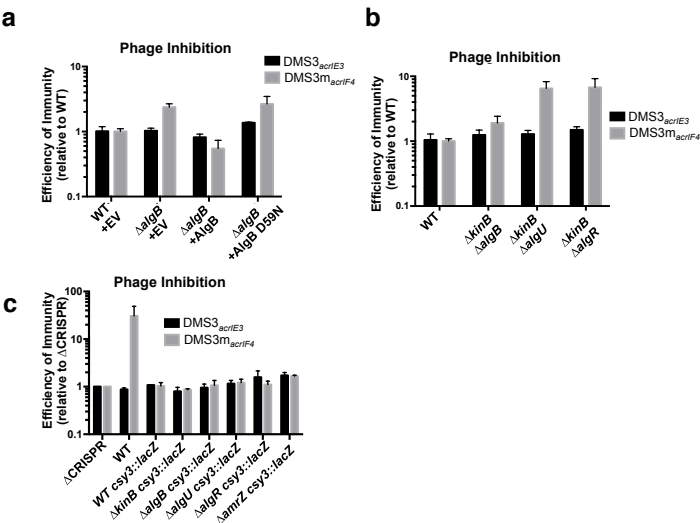 a
Phage Inhibition
DMS3acrIE3
DMS3macrIF4
Efficiency of Immunity
(relative to WT)
10
1
0.1
WT
+EV
ΔalgB
+EV
ΔalgB
+AlgB
ΔalgB
+AlgB D59N
b
Phage Inhibition
DMS3acrIE3
DMS3macrIF4
Efficiency of Immunity
(relative to WT)
10
1
0.1
WT
ΔkinB
ΔalgB
ΔkinB
ΔalgU
ΔkinB
ΔalgR
c
Phage Inhibition
DMS3acrIE3
DMS3macrIF4
Efficiency of Immunity
(relative to ΔCRISPR)
100
10
1
0.1
ΔCRISPR
WT
WT csy3::lacZ
ΔkinB csy3::lacZ
ΔalgB csy3::lacZ
ΔalgU csy3::lacZ
ΔalgR csy3::lacZ
ΔamrZ csy3::lacZ